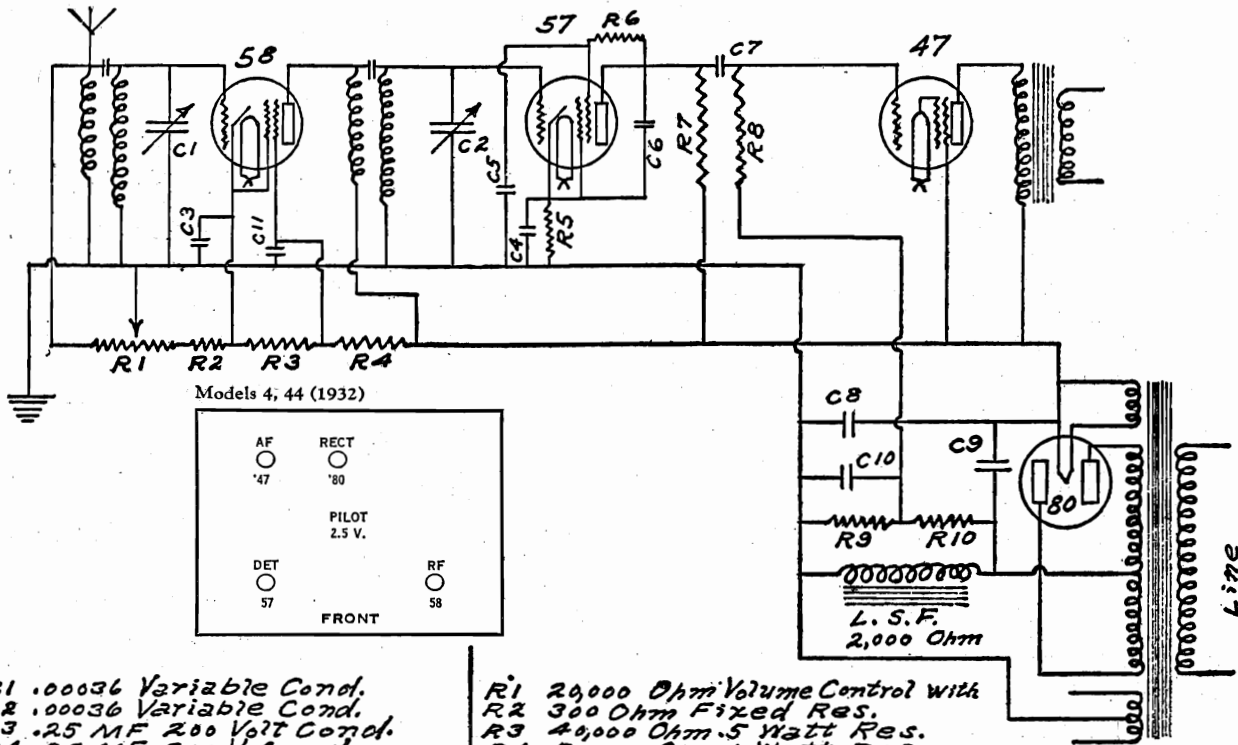 58
57
R6
C7
47
C1
C2
C5
C6
R7
R8
C3
C11
C4
R5
R1 R2 R3 R4
Models 4, 44 (1932)
AF RECT
'47 '80
PILOT
2.5 V.
DET RF
57 58
FRONT
C8
C9
C10
80
R9 R10
L. S. F.
2,000 Ohm
Line
1 .00036 Variable Cond.
2 .00036 Variable Cond.
3 .25 MF 200 Volt Cond.
R1 20,000 Ohm Volume Control with
R2 300 Ohm Fixed Res.
R3 40,000 Ohm .5 Watt Res.